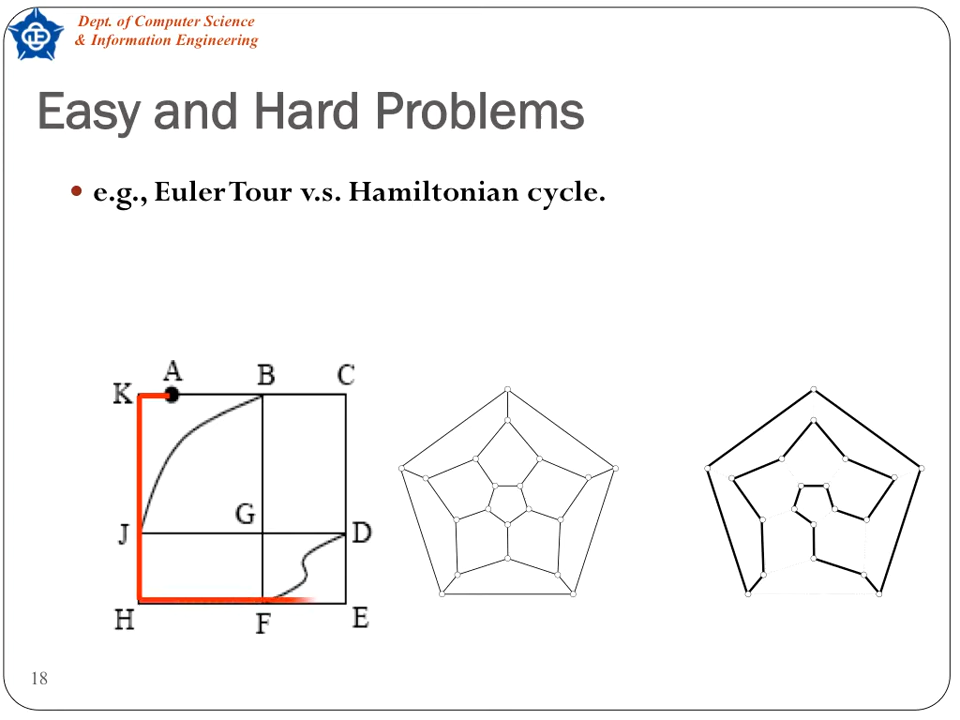 Dept. of Computer Science
& Information Engineering
Easy and Hard Problems
• e.g., Euler Tour v.s. Hamiltonian cycle.
A B C
K
J G D
H F E
18